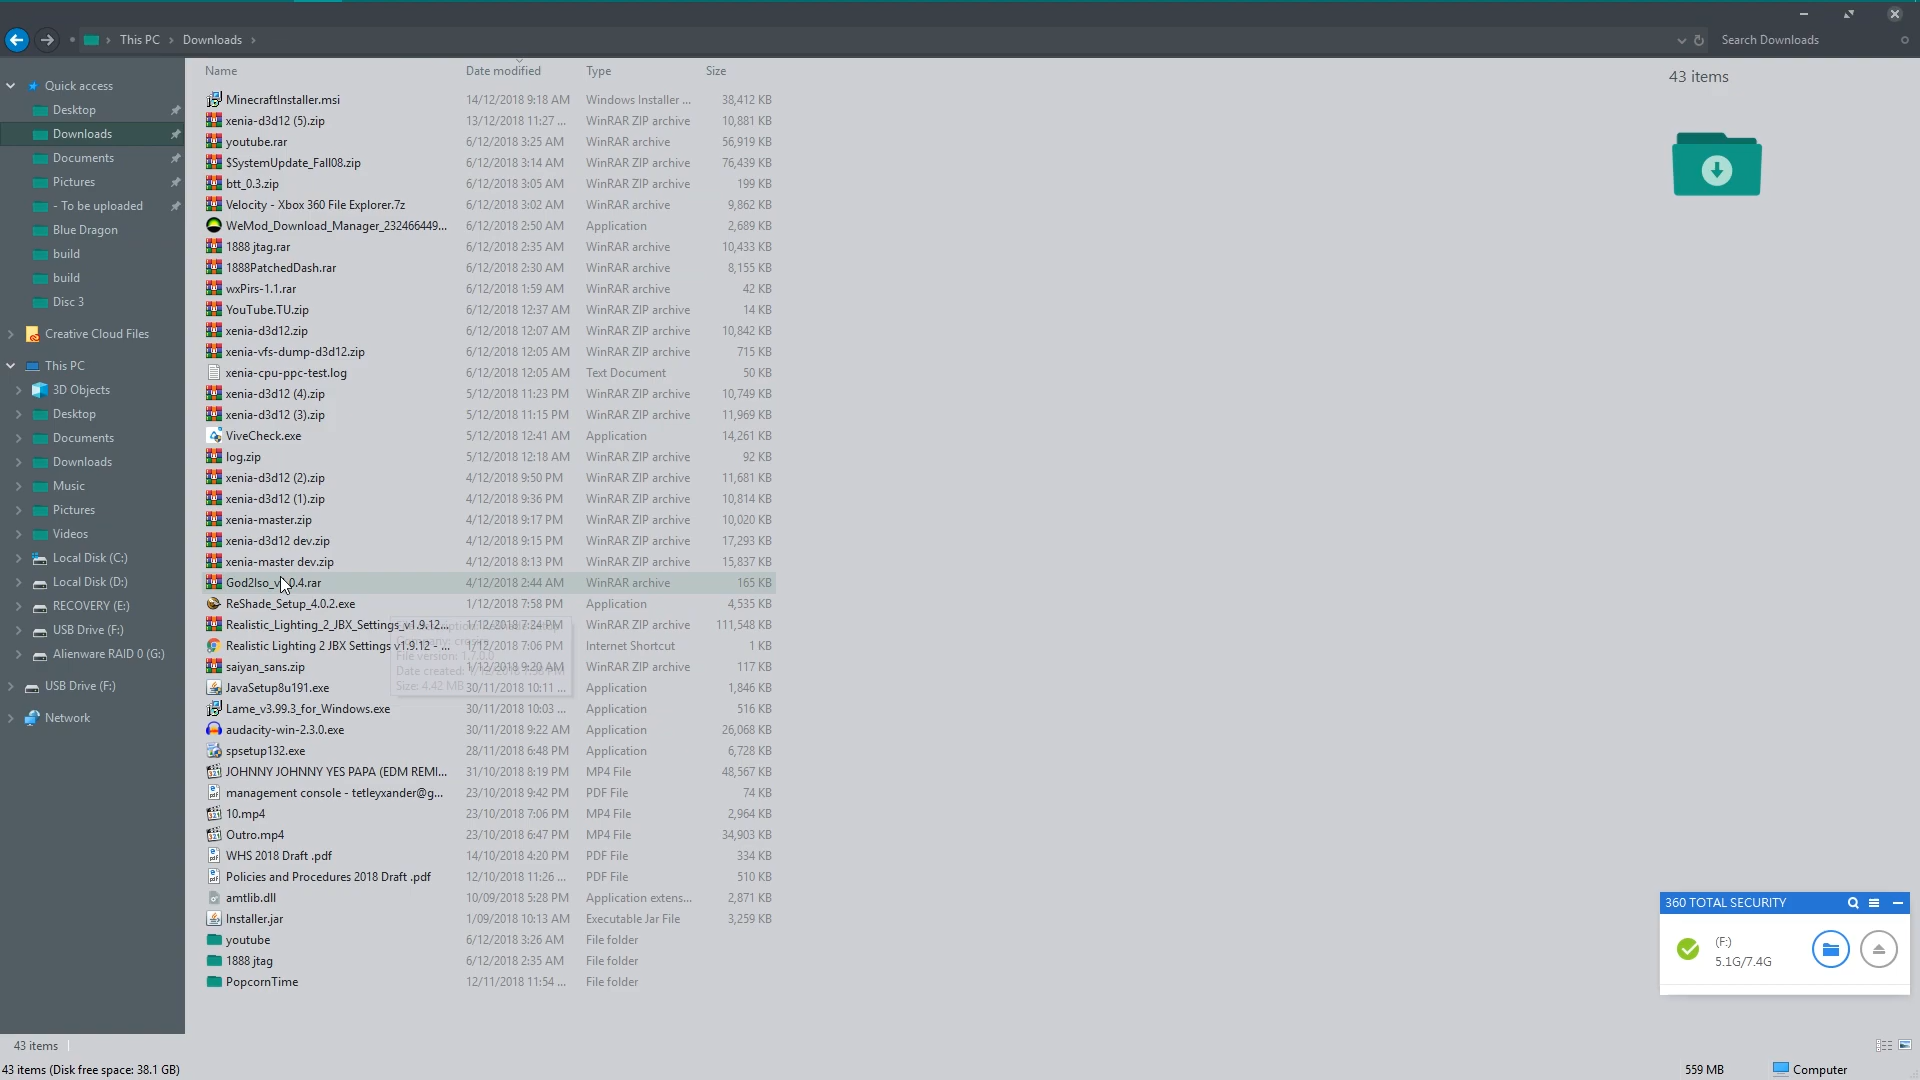 This PC > Downloads >
Search Downloads
Name Date modified Type Size
43 items
Quick access
Desktop
Downloads
Documents
Pictures
- To be uploaded
Blue Dragon
build
build
Disc 3
Creative Cloud Files
This PC
3D Objects
Desktop
Documents
Downloads
Music
Pictures
Videos
Local Disk (C:)
Local Disk (D:)
RECOVERY (E:)
USB Drive (F:)
Alienware RAID 0 (G:)
USB Drive (F:)
Network
MinecraftInstaller.msi 14/12/2018 9:18 AM Windows Installer ... 38,412 KB
xenia-d3d12 (5).zip 13/12/2018 11:27 ... WinRAR ZIP archive 10,881 KB
youtube.rar 6/12/2018 3:25 AM WinRAR archive 56,919 KB
$SystemUpdate_Fall08.zip 6/12/2018 3:14 AM WinRAR ZIP archive 76,439 KB
btt_0.3.zip 6/12/2018 3:05 AM WinRAR ZIP archive 199 KB
Velocity - Xbox 360 File Explorer.7z 6/12/2018 3:02 AM WinRAR archive 9,862 KB
WeMod_Download_Manager_232466449... 6/12/2018 2:50 AM Application 2,689 KB
1888 jtag.rar 6/12/2018 2:35 AM WinRAR archive 10,433 KB
1888PatchedDash.rar 6/12/2018 2:30 AM WinRAR archive 8,155 KB
wxPirs-1.1.rar 6/12/2018 1:59 AM WinRAR archive 42 KB
YouTube.TU.zip 6/12/2018 12:37 AM WinRAR ZIP archive 14 KB
xenia-d3d12.zip 6/12/2018 12:07 AM WinRAR ZIP archive 10,842 KB
xenia-vfs-dump-d3d12.zip 6/12/2018 12:05 AM WinRAR ZIP archive 715 KB
xenia-cpu-ppc-test.log 6/12/2018 12:05 AM Text Document 50 KB
xenia-d3d12 (4).zip 5/12/2018 11:23 PM WinRAR ZIP archive 10,749 KB
xenia-d3d12 (3).zip 5/12/2018 11:15 PM WinRAR ZIP archive 11,969 KB
ViveCheck.exe 5/12/2018 12:41 AM Application 14,261 KB
log.zip 5/12/2018 12:18 AM WinRAR ZIP archive 92 KB
xenia-d3d12 (2).zip 4/12/2018 9:50 PM WinRAR ZIP archive 11,681 KB
xenia-d3d12 (1).zip 4/12/2018 9:36 PM WinRAR ZIP archive 10,814 KB
xenia-master.zip 4/12/2018 9:17 PM WinRAR ZIP archive 10,020 KB
xenia-d3d12 dev.zip 4/12/2018 9:15 PM WinRAR ZIP archive 17,293 KB
xenia-master dev.zip 4/12/2018 8:13 PM WinRAR ZIP archive 15,837 KB
4/12/2018 2:44 AM WinRAR archive 165 KB
ReShade_Setup_4.0.2.exe 1/12/2018 7:58 PM Application 4,535 KB
Realistic_Lighting_2_JBX_Settings_v1.9.12... 1/12/2018 7:24 PM WinRAR ZIP archive 111,548 KB
Realistic Lighting 2 JBX Settings v1.9.12 - ... 1/12/2018 7:06 PM Internet Shortcut 1 KB
File version: 1.7.0.0
saiyan_sans.zip 1/12/2018 9:20 AM WinRAR ZIP archive 117 KB
Size: 4.42 MB
JavaSetup8u191.exe 30/11/2018 10:11 ... Application 1,846 KB
Lame_v3.99.3_for_Windows.exe 30/11/2018 10:03 ... Application 516 KB
audacity-win-2.3.0.exe 30/11/2018 9:22 AM Application 26,068 KB
spsetup132.exe 28/11/2018 6:48 PM Application 6,728 KB
JOHNNY JOHNNY YES PAPA (EDM REMI... 31/10/2018 8:19 PM MP4 File 48,567 KB
management console - tetleyxander@g... 23/10/2018 9:42 PM PDF File 74 KB
10.mp4 23/10/2018 7:06 PM MP4 File 2,964 KB
Outro.mp4 23/10/2018 6:47 PM MP4 File 34,903 KB
WHS 2018 Draft .pdf 14/10/2018 4:20 PM PDF File 334 KB
Policies and Procedures 2018 Draft .pdf 12/10/2018 11:26 ... PDF File 510 KB
amtlib.dll 10/09/2018 5:28 PM Application extens... 2,871 KB
Installer.jar 1/09/2018 10:13 AM Executable Jar File 3,259 KB
youtube 6/12/2018 3:26 AM File folder
1888 jtag 6/12/2018 2:35 AM File folder
PopcornTime 12/11/2018 11:54 ... File folder
360 TOTAL SECURITY
(F:)
5.1G/7.4G
43 items
43 items (Disk free space: 38.1 GB)
559 MB
Computer